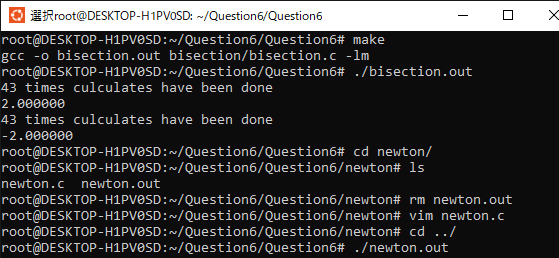 選択root@DESKTOP-H1PV0SD: ~/Question6/Question6
root@DESKTOP-H1PV0SD:~/Question6/Question6# make
gcc -o bisection.out bisection/bisection.c -lm
root@DESKTOP-H1PV0SD:~/Question6/Question6# ./bisection.out
43 times culculates have been done
2.000000
43 times culculates have been done
-2.000000
root@DESKTOP-H1PV0SD:~/Question6/Question6# cd newton/
root@DESKTOP-H1PV0SD:~/Question6/Question6/newton# ls
newton.c  newton.out
root@DESKTOP-H1PV0SD:~/Question6/Question6/newton# rm newton.out
root@DESKTOP-H1PV0SD:~/Question6/Question6/newton# vim newton.c
root@DESKTOP-H1PV0SD:~/Question6/Question6/newton# cd ../
root@DESKTOP-H1PV0SD:~/Question6/Question6# ./newton.out